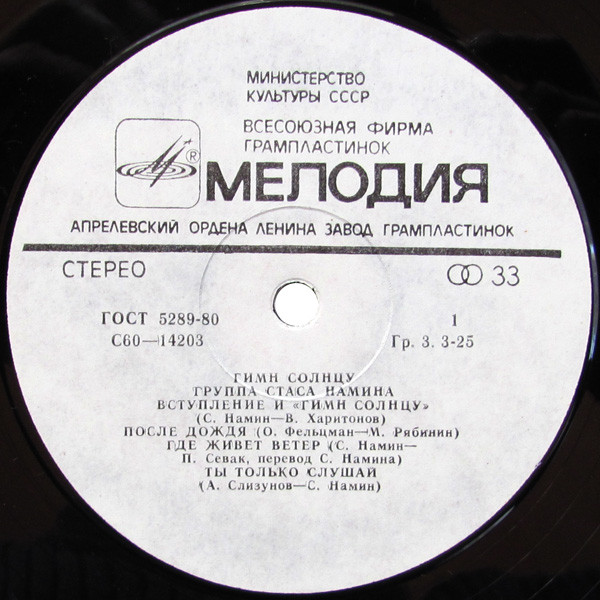 МИНИСТЕРСТВО
КУЛЬТУРЫ СССР
ВСЕСОЮЗНАЯ ФИРМА
ГРАМПЛАСТИНОК
®
МЕЛОДИЯ
АПРЕЛЕВСКИЙ ОРДЕНА ЛЕНИНА ЗАВОД ГРАМПЛАСТИНОК
СТЕРЕО 33
ГОСТ 5289-80 1
С60—14203 Гр. 3. 3-25
ГИМН СОЛНЦУ
ГРУППА СТАСА НАМИНА
ВСТУПЛЕНИЕ И «ГИМН СОЛНЦУ»
(С. Намин—В. Харитонов)
ПОСЛЕ ДОЖДЯ (О. Фельцман—М. Рябинин)
ГДЕ ЖИВЕТ ВЕТЕР (С. Намин—
П. Севак, перевод С. Намина)
ТЫ ТОЛЬКО СЛУШАЙ
(А. Слизунов—С. Намин)